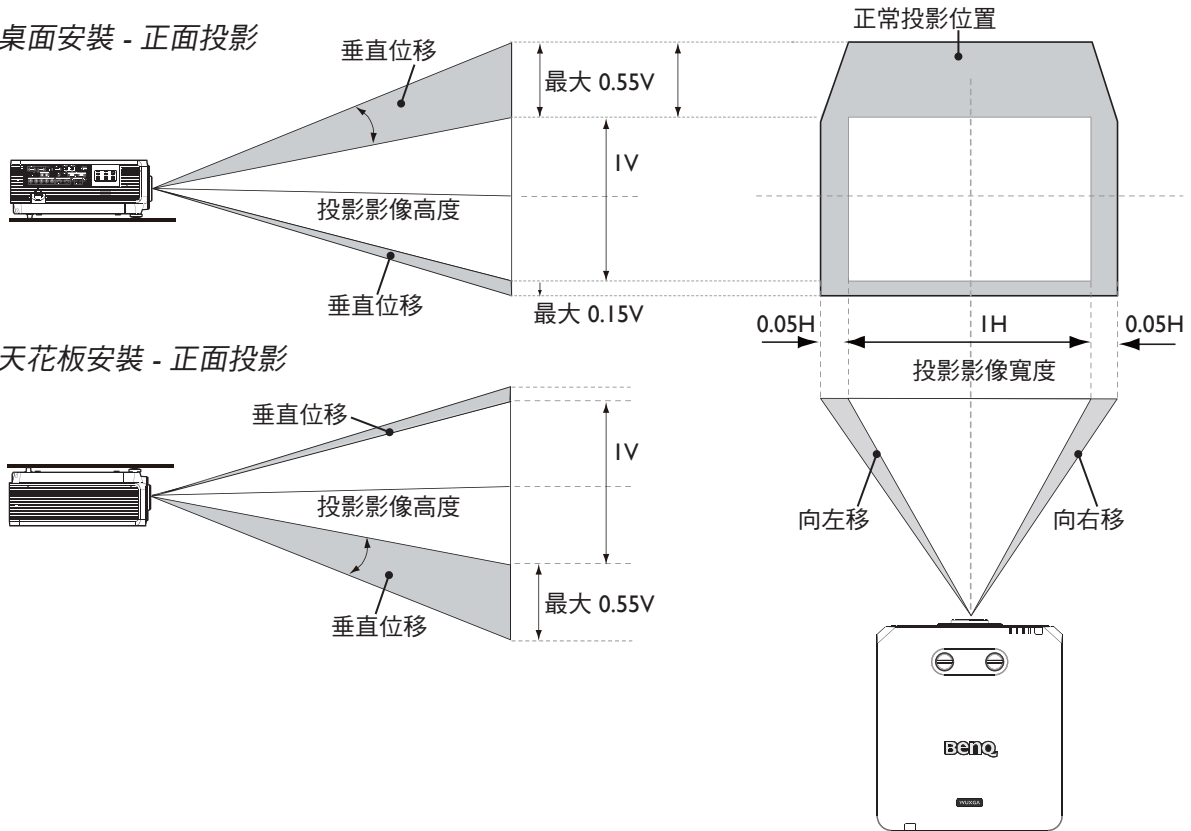 桌面安裝 - 正面投影
垂直位移
最大 0.55V
1V
投影影像高度
垂直位移
最大 0.15V
正常投影位置
0.05H
1H
0.05H
投影影像寬度
向左移
向右移
BenQ
WUXGA
天花板安裝 - 正面投影
垂直位移
1V
投影影像高度
垂直位移
最大 0.55V